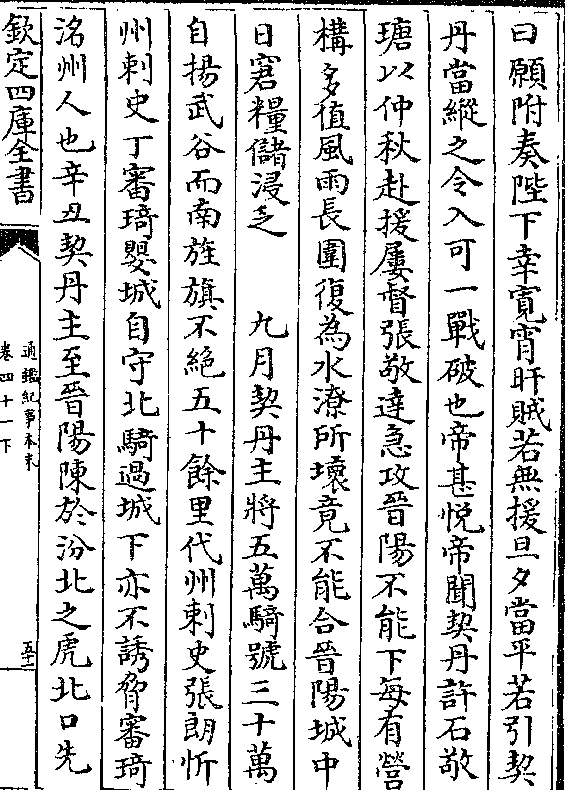 曰願附奏陛下幸寛宵旰賊若無援旦夕當平若引契
丹當縱之令入可一戰破也帝甚悦帝聞契丹許石敬
瑭以仲秋赴援屢督張敬達急攻晉陽不能下每有營
構多值風雨長圍復為水潦所壞竟不能合晉陽城中
日窘糧儲浸乏　九月契丹主將五萬騎號三十萬
自揚武谷而南旌旗不絶五十餘里代州刺史張朗忻
州刺史丁審琦嬰城自守北騎過城下亦不誘脅審琦
洺州人也辛丑契丹主至晉陽陳於汾北之虎北口先
欽定四庫全書
通鑑紀事本末
卷四十一下